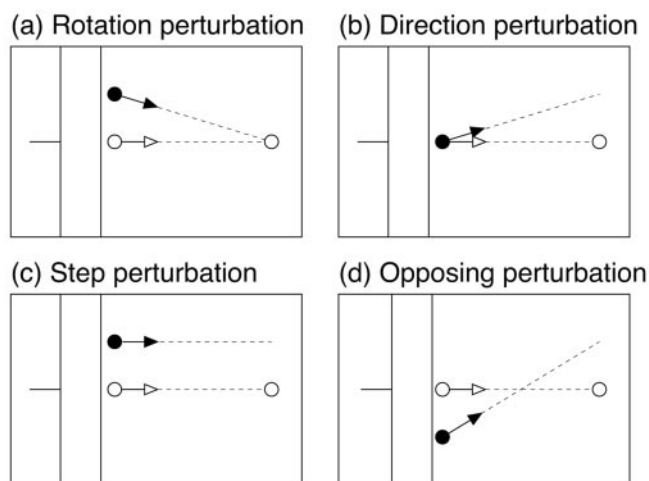 (a) Rotation perturbation
(b) Direction perturbation
(c) Step perturbation
(d) Opposing perturbation